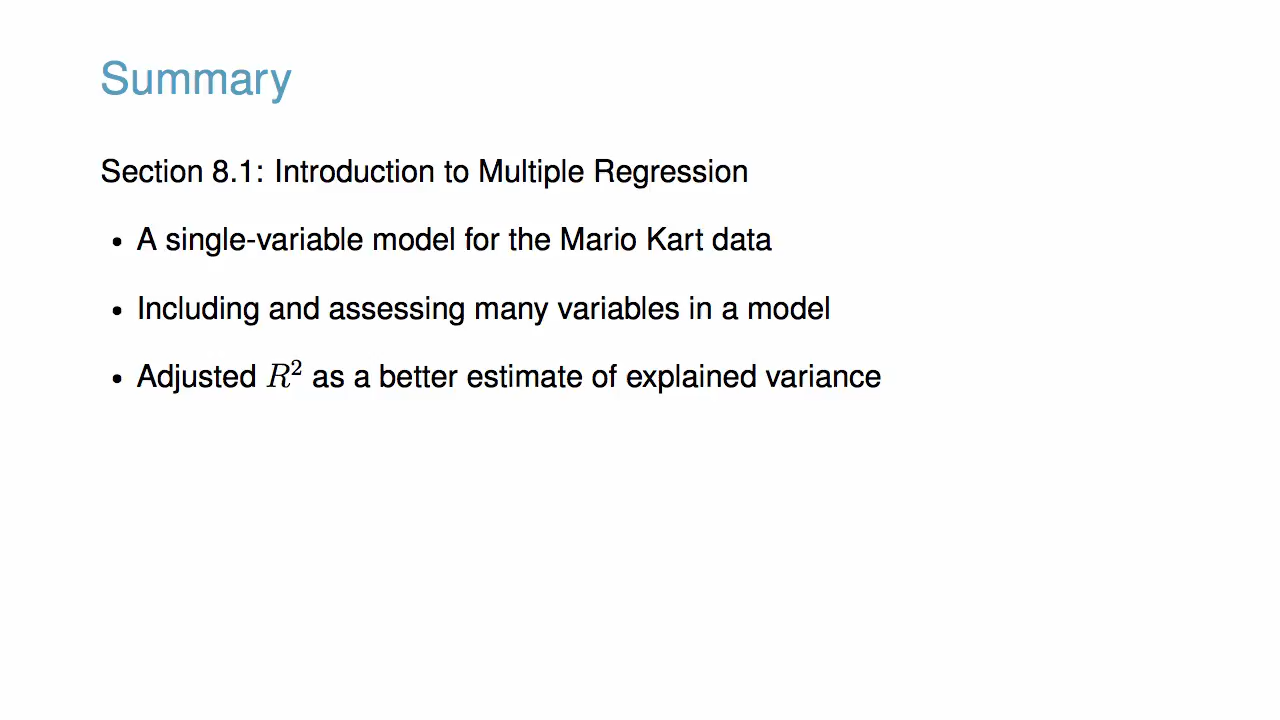 Summary
Section 8.1: Introduction to Multiple Regression
• A single-variable model for the Mario Kart data
• Including and assessing many variables in a model
• Adjusted R² as a better estimate of explained variance